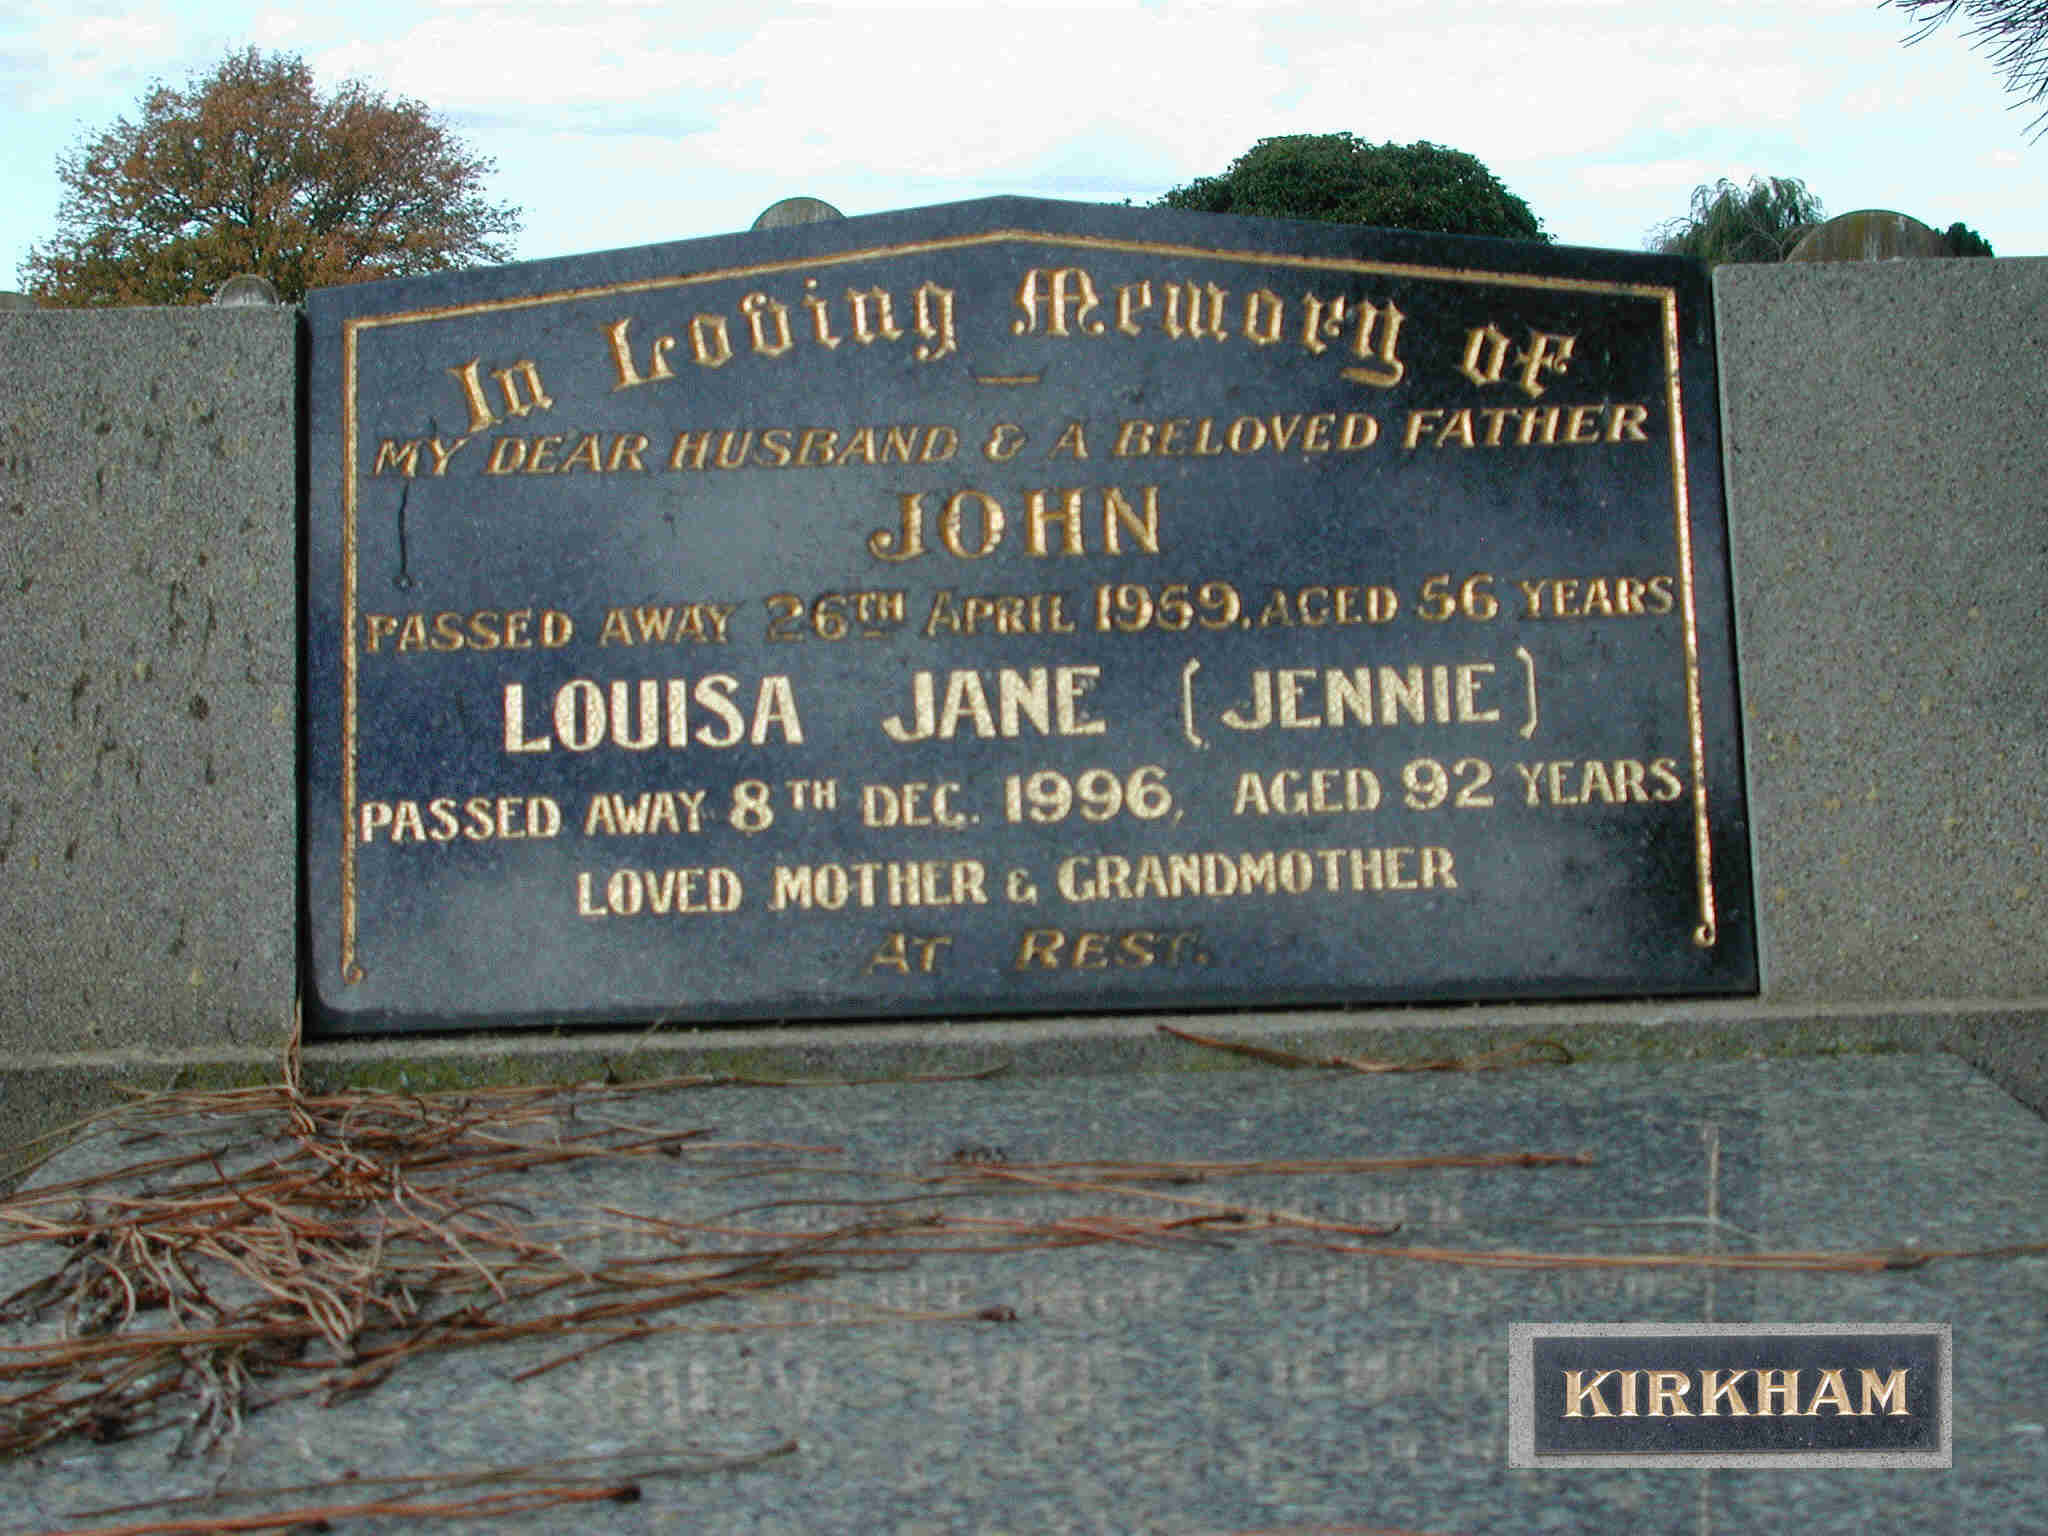 In Loving Memory of
MY DEAR HUSBAND & A BELOVED FATHER
JOHN
PASSED AWAY 26TH APRIL 1959. AGED 56 YEARS
LOUISA JANE (JENNIE)
PASSED AWAY 8TH DEC. 1996, AGED 92 YEARS
LOVED MOTHER & GRANDMOTHER
AT REST.
KIRKHAM